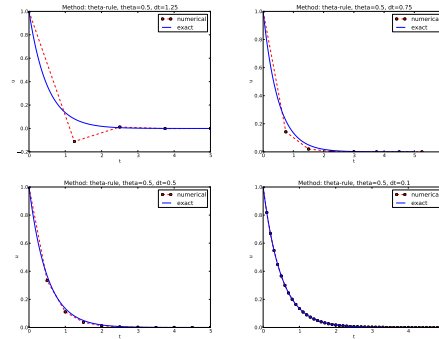 Method: theta-rule, theta=0.5, dt=1.25
1.0
0.8
0.6
0.4
0.2
0.0
−0.2
0 1 2 3 4 5
u
t
numerical
exact
Method: theta-rule, theta=0.5, dt=0.75
1.0
0.8
0.6
0.4
0.2
0.0
0 1 2 3 4 5
u
t
numerical
exact
Method: theta-rule, theta=0.5, dt=0.5
1.0
0.8
0.6
0.4
0.2
0.0
0 1 2 3 4 5
u
t
numerical
exact
Method: theta-rule, theta=0.5, dt=0.1
1.0
0.8
0.6
0.4
0.2
0.0
0 1 2 3 4
u
t
numerical
exact